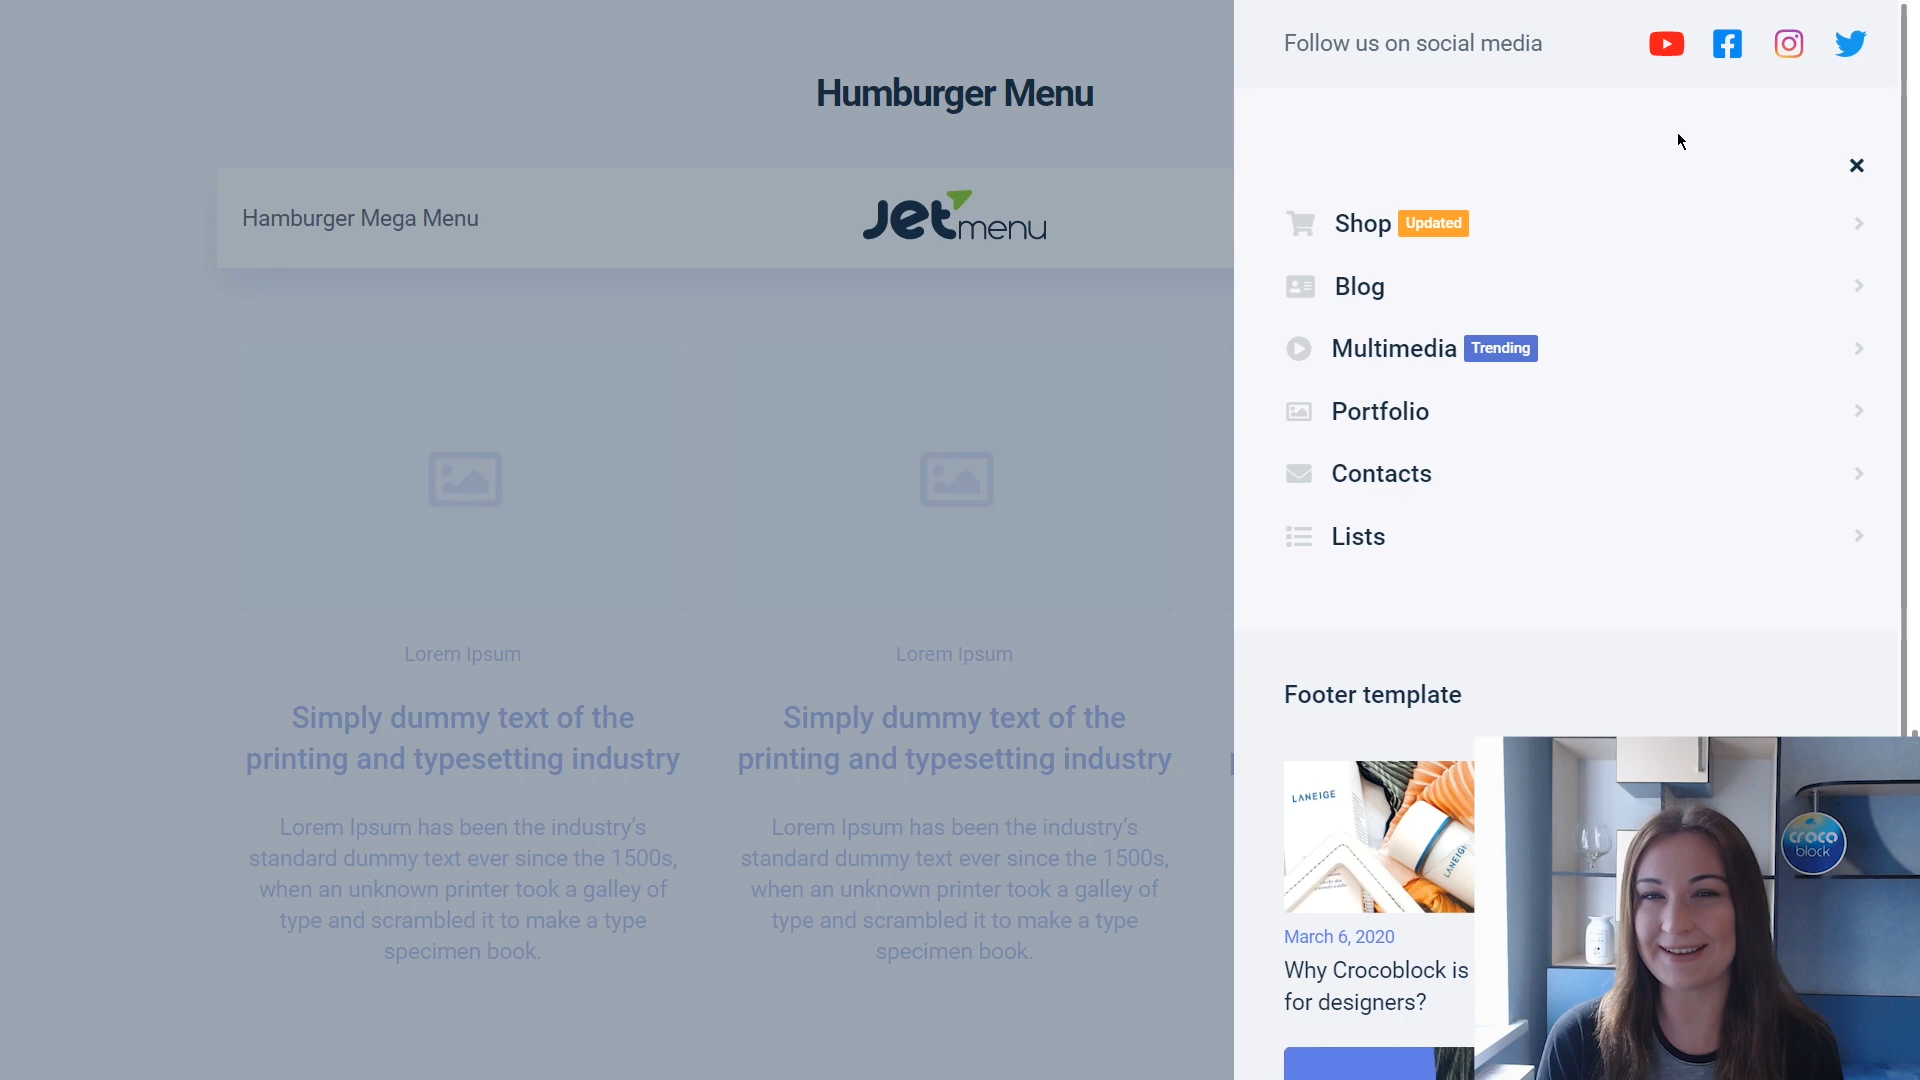 Follow us on social media
Humburger Menu
Hamburger Mega Menu
Jet menu
Shop Updated
Blog
Multimedia Trending
Portfolio
Contacts
Lists
Lorem Ipsum
Simply dummy text of the
printing and typesetting industry
Lorem Ipsum has been the industry’s
standard dummy text ever since the 1500s,
when an unknown printer took a galley of
type and scrambled it to make a type
specimen book.
Lorem Ipsum
Simply dummy text of the
printing and typesetting industry
Lorem Ipsum has been the industry’s
standard dummy text ever since the 1500s,
when an unknown printer took a galley of
type and scrambled it to make a type
specimen book.
Footer template
LANEIGE
LANEIGE
March 6, 2020
Why Crocoblock is
for designers?
croco
block